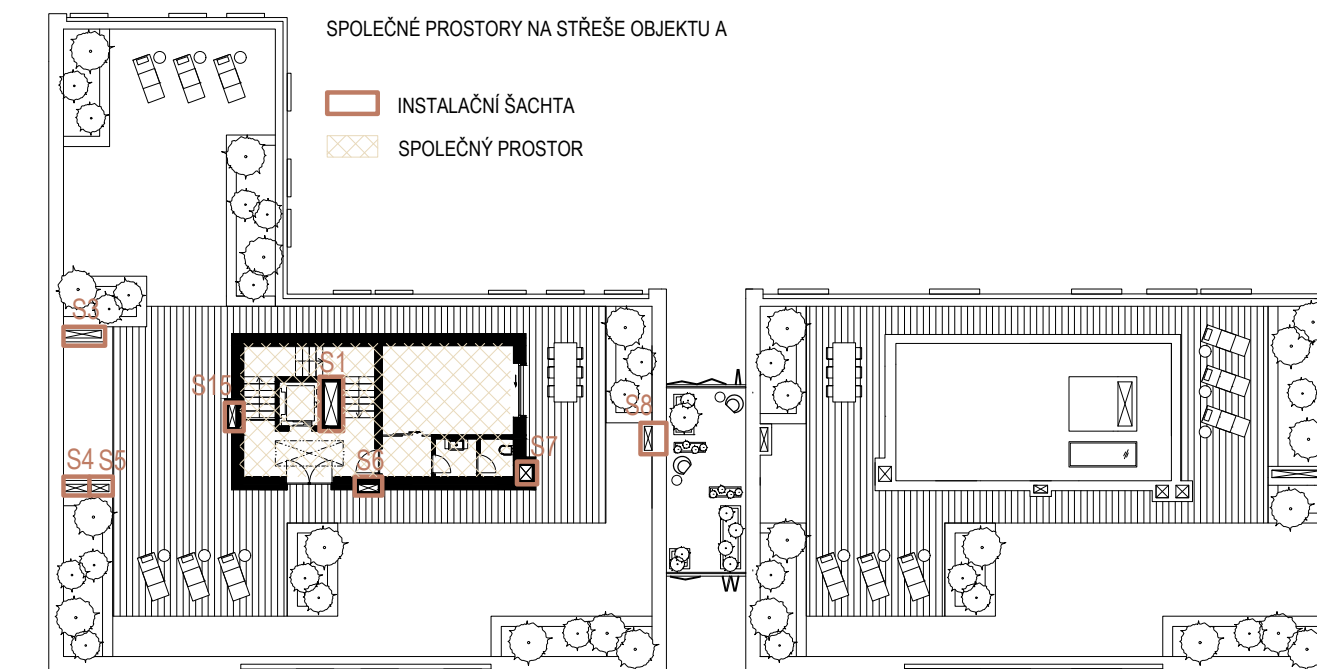 SPOLEČNÉ PROSTORY NA STŘEŠE OBJEKTU A
INSTALAČNÍ ŠACHTA
SPOLEČNÝ PROSTOR
S3
S1
S15
S8
S4 S5
S6
S7